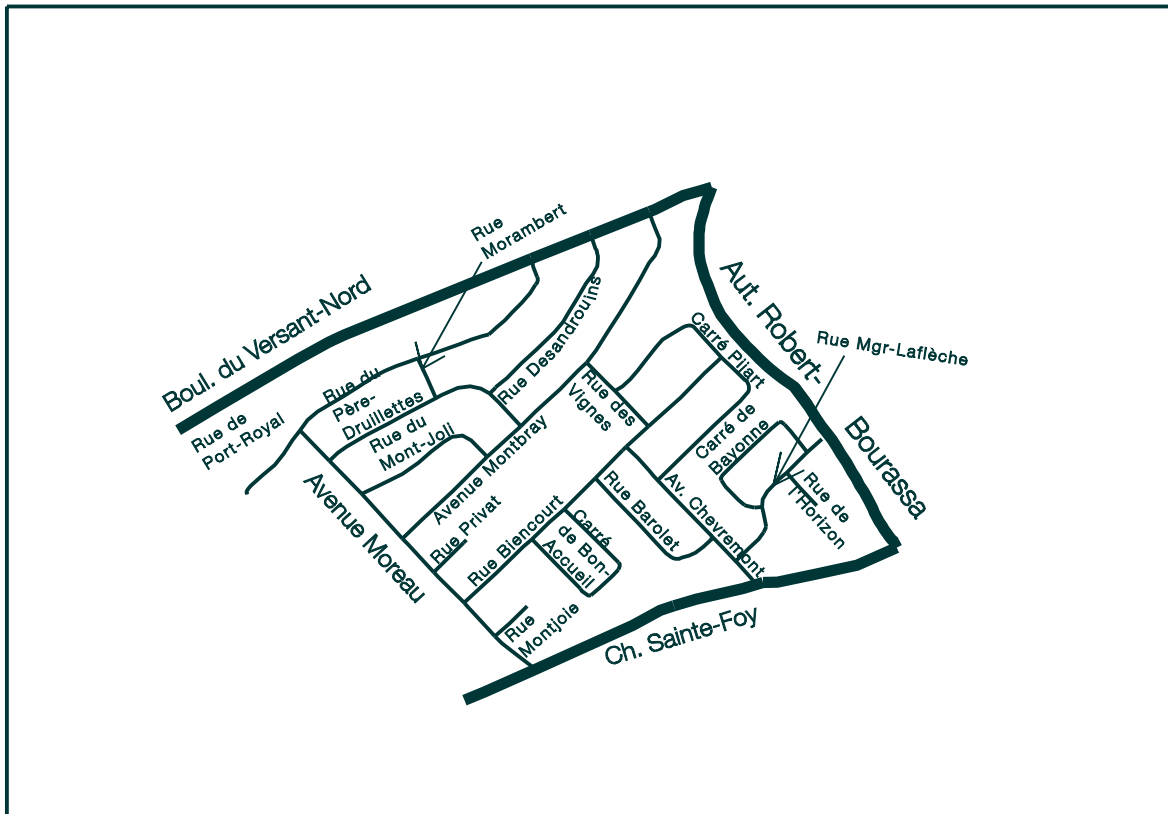 Rue
Morambert
Boul. du Versant-Nord
Aut. Robert-
Bourassa
Rue Desandrouins
Carré Pijart
Rue Mgr-Laflèche
Rue du
Père-
Druillettes
Rue de
Port-Royal
Rue du
Mont-Joli
Rue des
Vignes
Carré de
Bayonne
Avenue Montbray
Avenue Moreau
Rue Privat
Rue Biencourt
Rue Barolet
Av. Chevremont
Rue de
l'Horizon
Carré
de Bon-
Accueil
Rue
Montjoie
Ch. Sainte-Foy